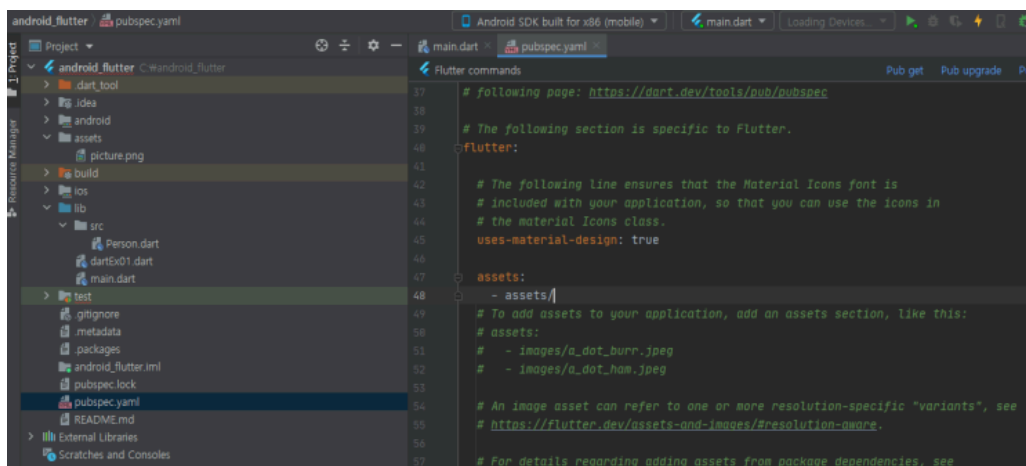 android_flutter pubspec.yaml
Android SDK built for x86 (mobile) main.dart Loading Devices...
1: Project
Resource Manager
Project
android_flutter C:₩android_flutter
.dart_tool
.idea
android
assets
picture.png
build
ios
lib
src
Person.dart
dartEx01.dart
main.dart
test
.gitignore
.metadata
.packages
android_flutter.iml
pubspec.lock
pubspec.yaml
README.md
External Libraries
Scratches and Consoles
main.dart pubspec.yaml
Flutter commands Pub get Pub upgrade
37 # following page: https://dart.dev/tools/pub/pubspec
38
39 # The following section is specific to Flutter.
40 flutter:
41
42 # The following line ensures that the Material Icons font is
43 # included with your application, so that you can use the icons in
44 # the material Icons class.
45 uses-material-design: true
46
47 assets:
48 - assets/
49 # To add assets to your application, add an assets section, like this:
50 # assets:
51 #   - images/a_dot_burr.jpeg
52 #   - images/a_dot_ham.jpeg
53
54 # An image asset can refer to one or more resolution-specific "variants", see
55 # https://flutter.dev/assets-and-images/#resolution-aware.
56
57 # For details regarding adding assets from package dependencies, see